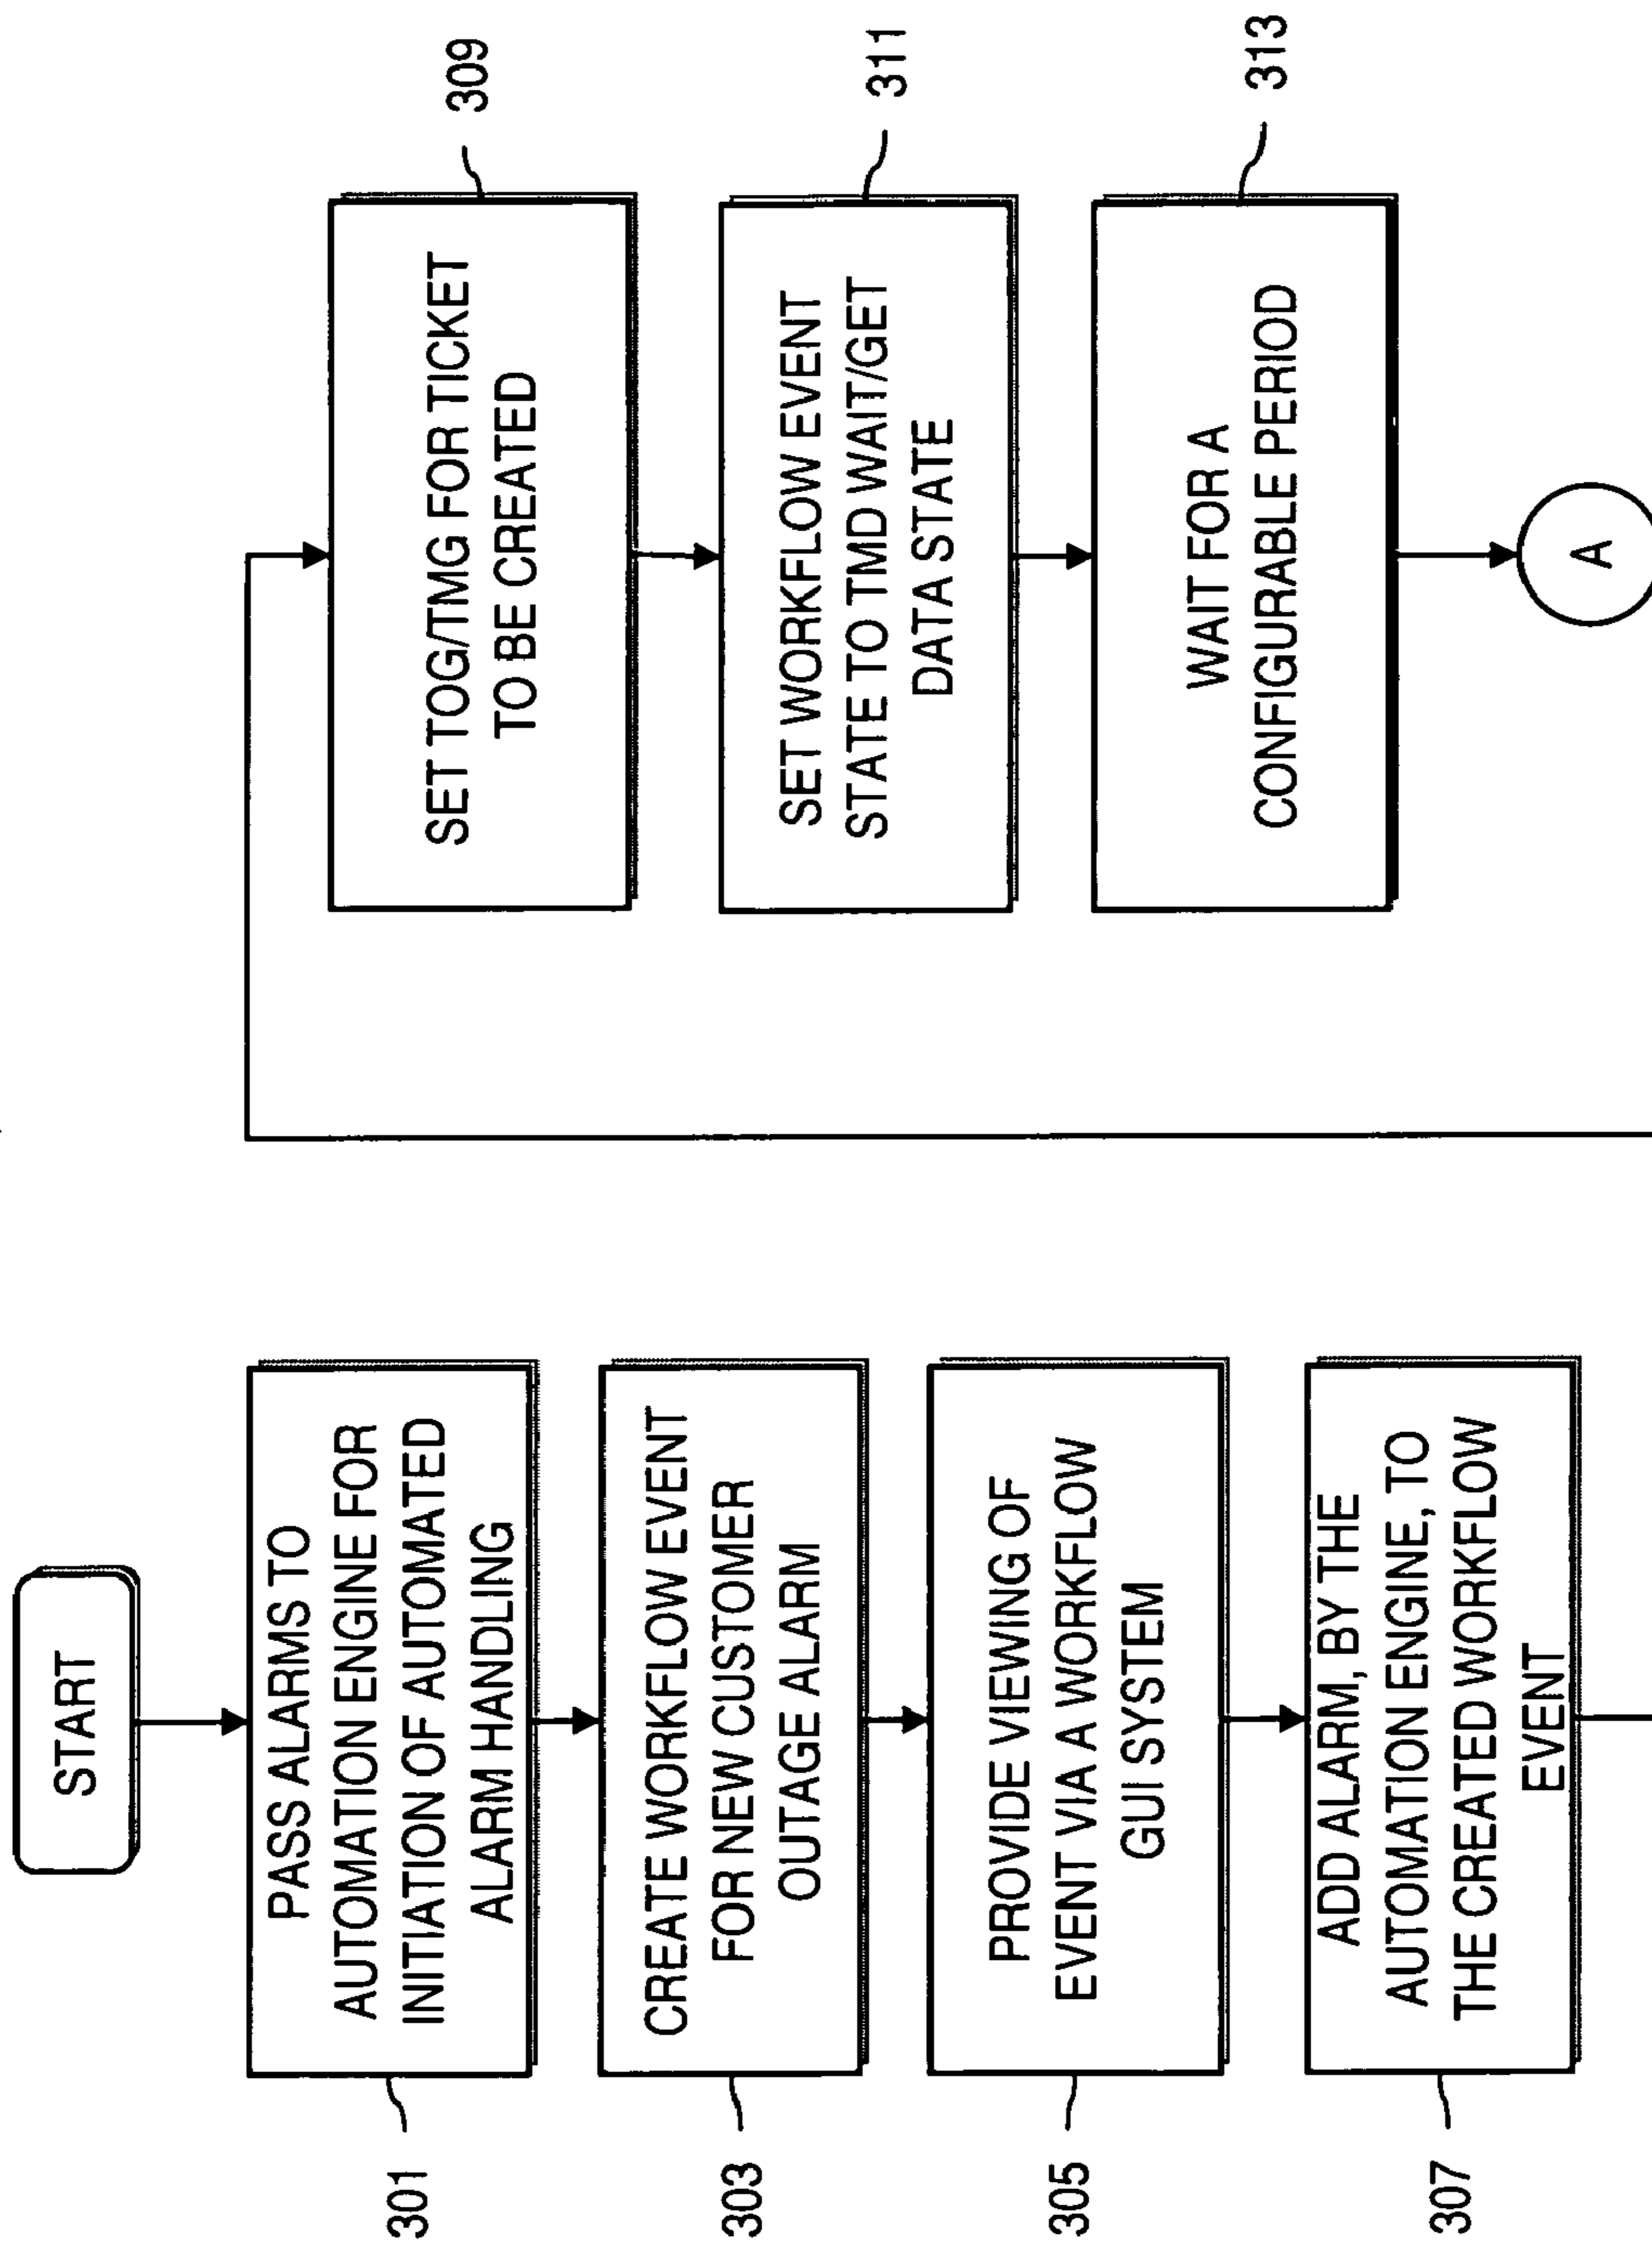 START
301
PASS ALARMS TO
AUTOMATION ENGINE FOR
INITIATION OF AUTOMATED
ALARM HANDLING
303
CREATE WORKFLOW EVENT
FOR NEW CUSTOMER
OUTAGE ALARM
305
PROVIDE VIEWING OF
EVENT VIA A WORKFLOW
GUI SYSTEM
307
ADD ALARM, BY THE
AUTOMATION ENGINE, TO
THE CREATED WORKFLOW
EVENT
309
SET TOG/TMG FOR TICKET
TO BE CREATED
311
SET WORKFLOW EVENT
STATE TO TMD WAIT/GET
DATA STATE
313
WAIT FOR A
CONFIGURABLE PERIOD
A